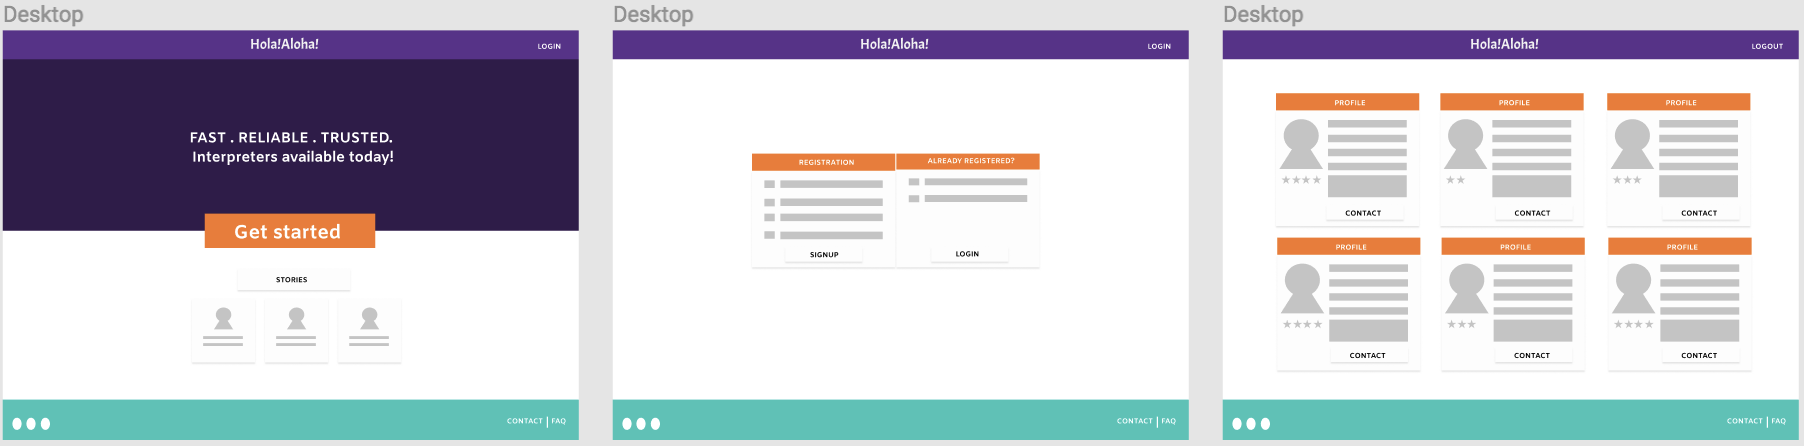 Desktop
Hola!Aloha!
LOGIN
FAST . RELIABLE . TRUSTED.
Interpreters available today!
Get started
STORIES
CONTACT | FAQ
Desktop
Hola!Aloha!
LOGIN
REGISTRATION
ALREADY REGISTERED?
SIGNUP
LOGIN
CONTACT | FAQ
Desktop
Hola!Aloha!
LOGOUT
PROFILE
PROFILE
PROFILE
CONTACT
CONTACT
CONTACT
PROFILE
PROFILE
PROFILE
CONTACT
CONTACT
CONTACT
CONTACT | FAQ